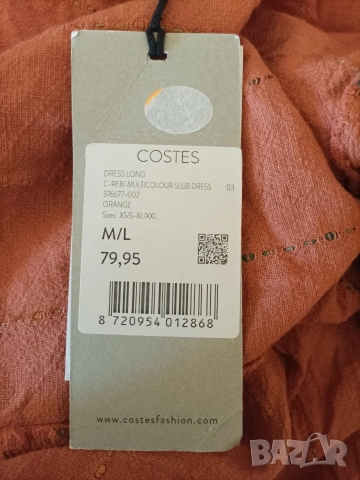 COSTES
DRESS LONG
C-REBI MULTICOLOUR SLUB DRESS 03
376677-002
ORANGE
Sizes: XS/S-XL/XXL
M/L
79,95
8 720954 012868
www.costesfashion.com
BAZAR.bg